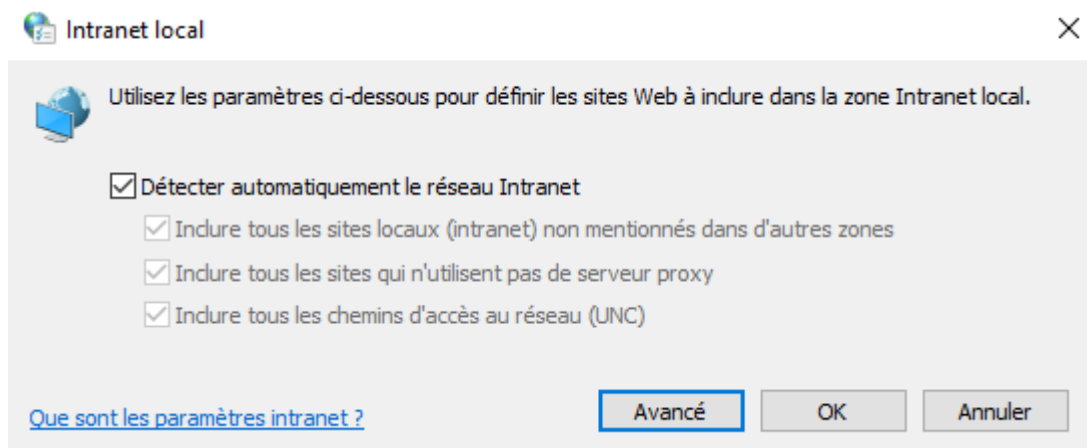 Intranet local
Utilisez les paramètres ci-dessous pour définir les sites Web à inclure dans la zone Intranet local.
Détecter automatiquement le réseau Intranet
Inclure tous les sites locaux (intranet) non mentionnés dans d'autres zones
Inclure tous les sites qui n'utilisent pas de serveur proxy
Inclure tous les chemins d'accès au réseau (UNC)
Que sont les paramètres intranet ? Avancé OK Annuler